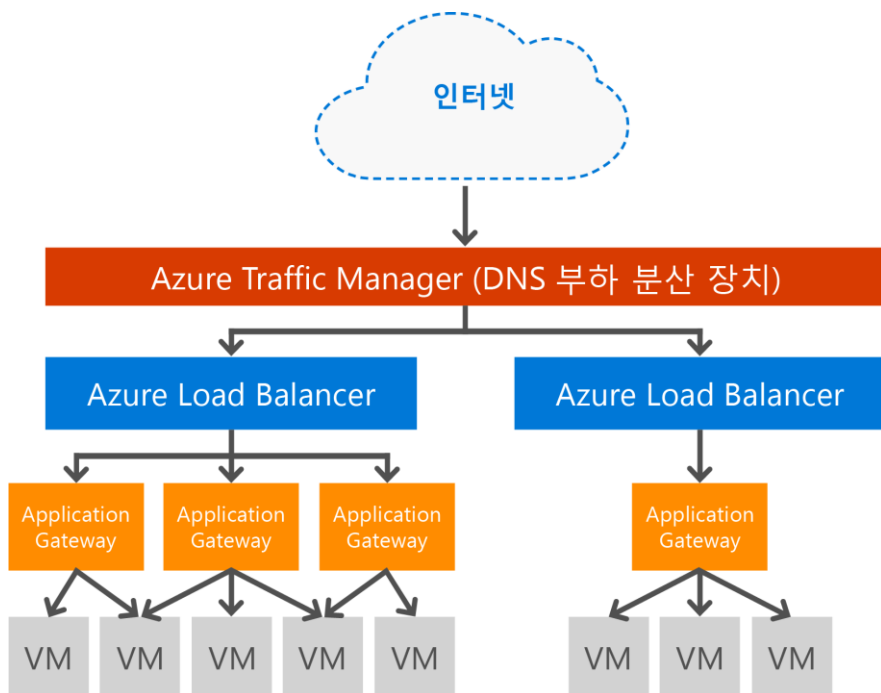 인터넷
Azure Traffic Manager (DNS 부하 분산 장치)
Azure Load Balancer
Azure Load Balancer
Application
Gateway
Application
Gateway
Application
Gateway
Application
Gateway
VM
VM
VM
VM
VM
VM
VM
VM